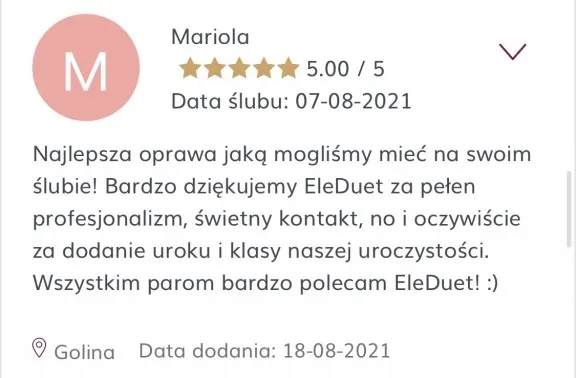 M
Mariola
5.00 / 5
Data ślubu: 07-08-2021
Najlepsza oprawa jaką mogliśmy mieć na swoim
ślubie! Bardzo dziękujemy EleDuet za pełen
profesjonalizm, świetny kontakt, no i oczywiście
za dodanie uroku i klasy naszej uroczystości.
Wszystkim parom bardzo polecam EleDuet! :)
Golina Data dodania: 18-08-2021